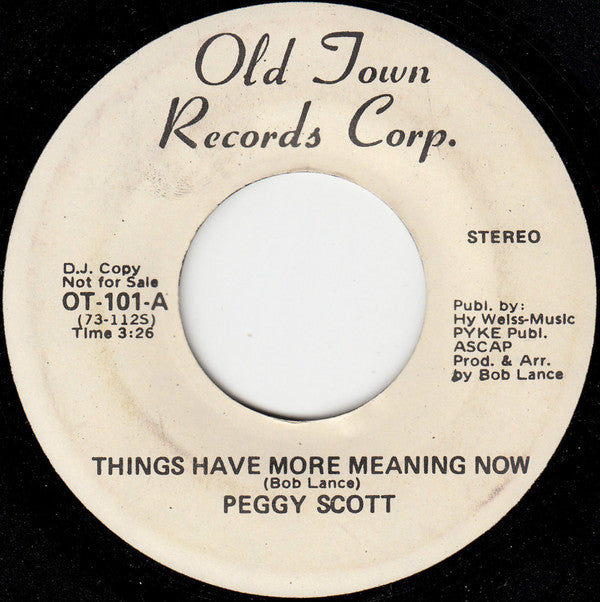 Old Town
Records Corp.
STEREO
D.J. Copy
Not for Sale
OT-101-A
(73-112S)
Time 3:26
Publ. by:
Hy Weiss-Music
PYKE Publ.
ASCAP
Prod. & Arr.
by Bob Lance
THINGS HAVE MORE MEANING NOW
(Bob Lance)
PEGGY SCOTT